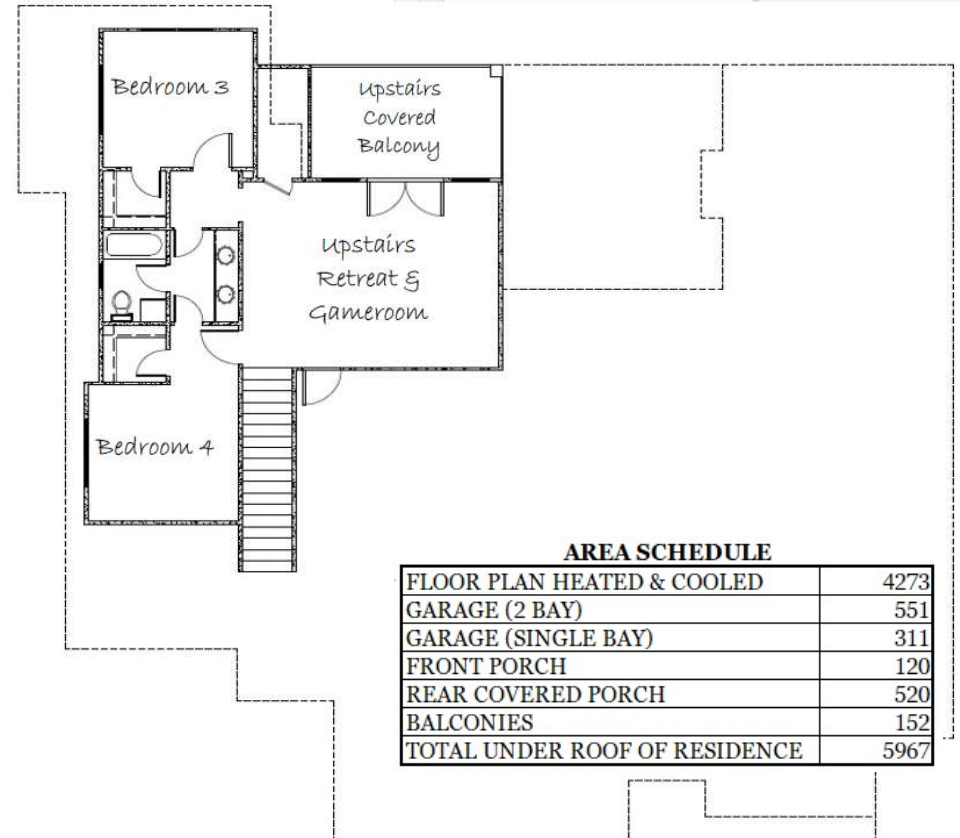 Bedroom 3
Upstairs
Covered
Balcony
Upstairs
Retreat &
Gameroom
Bedroom 4
AREA SCHEDULE
FLOOR PLAN HEATED & COOLED 4273
GARAGE (2 BAY) 551
GARAGE (SINGLE BAY) 311
FRONT PORCH 120
REAR COVERED PORCH 520
BALCONIES 152
TOTAL UNDER ROOF OF RESIDENCE 5967